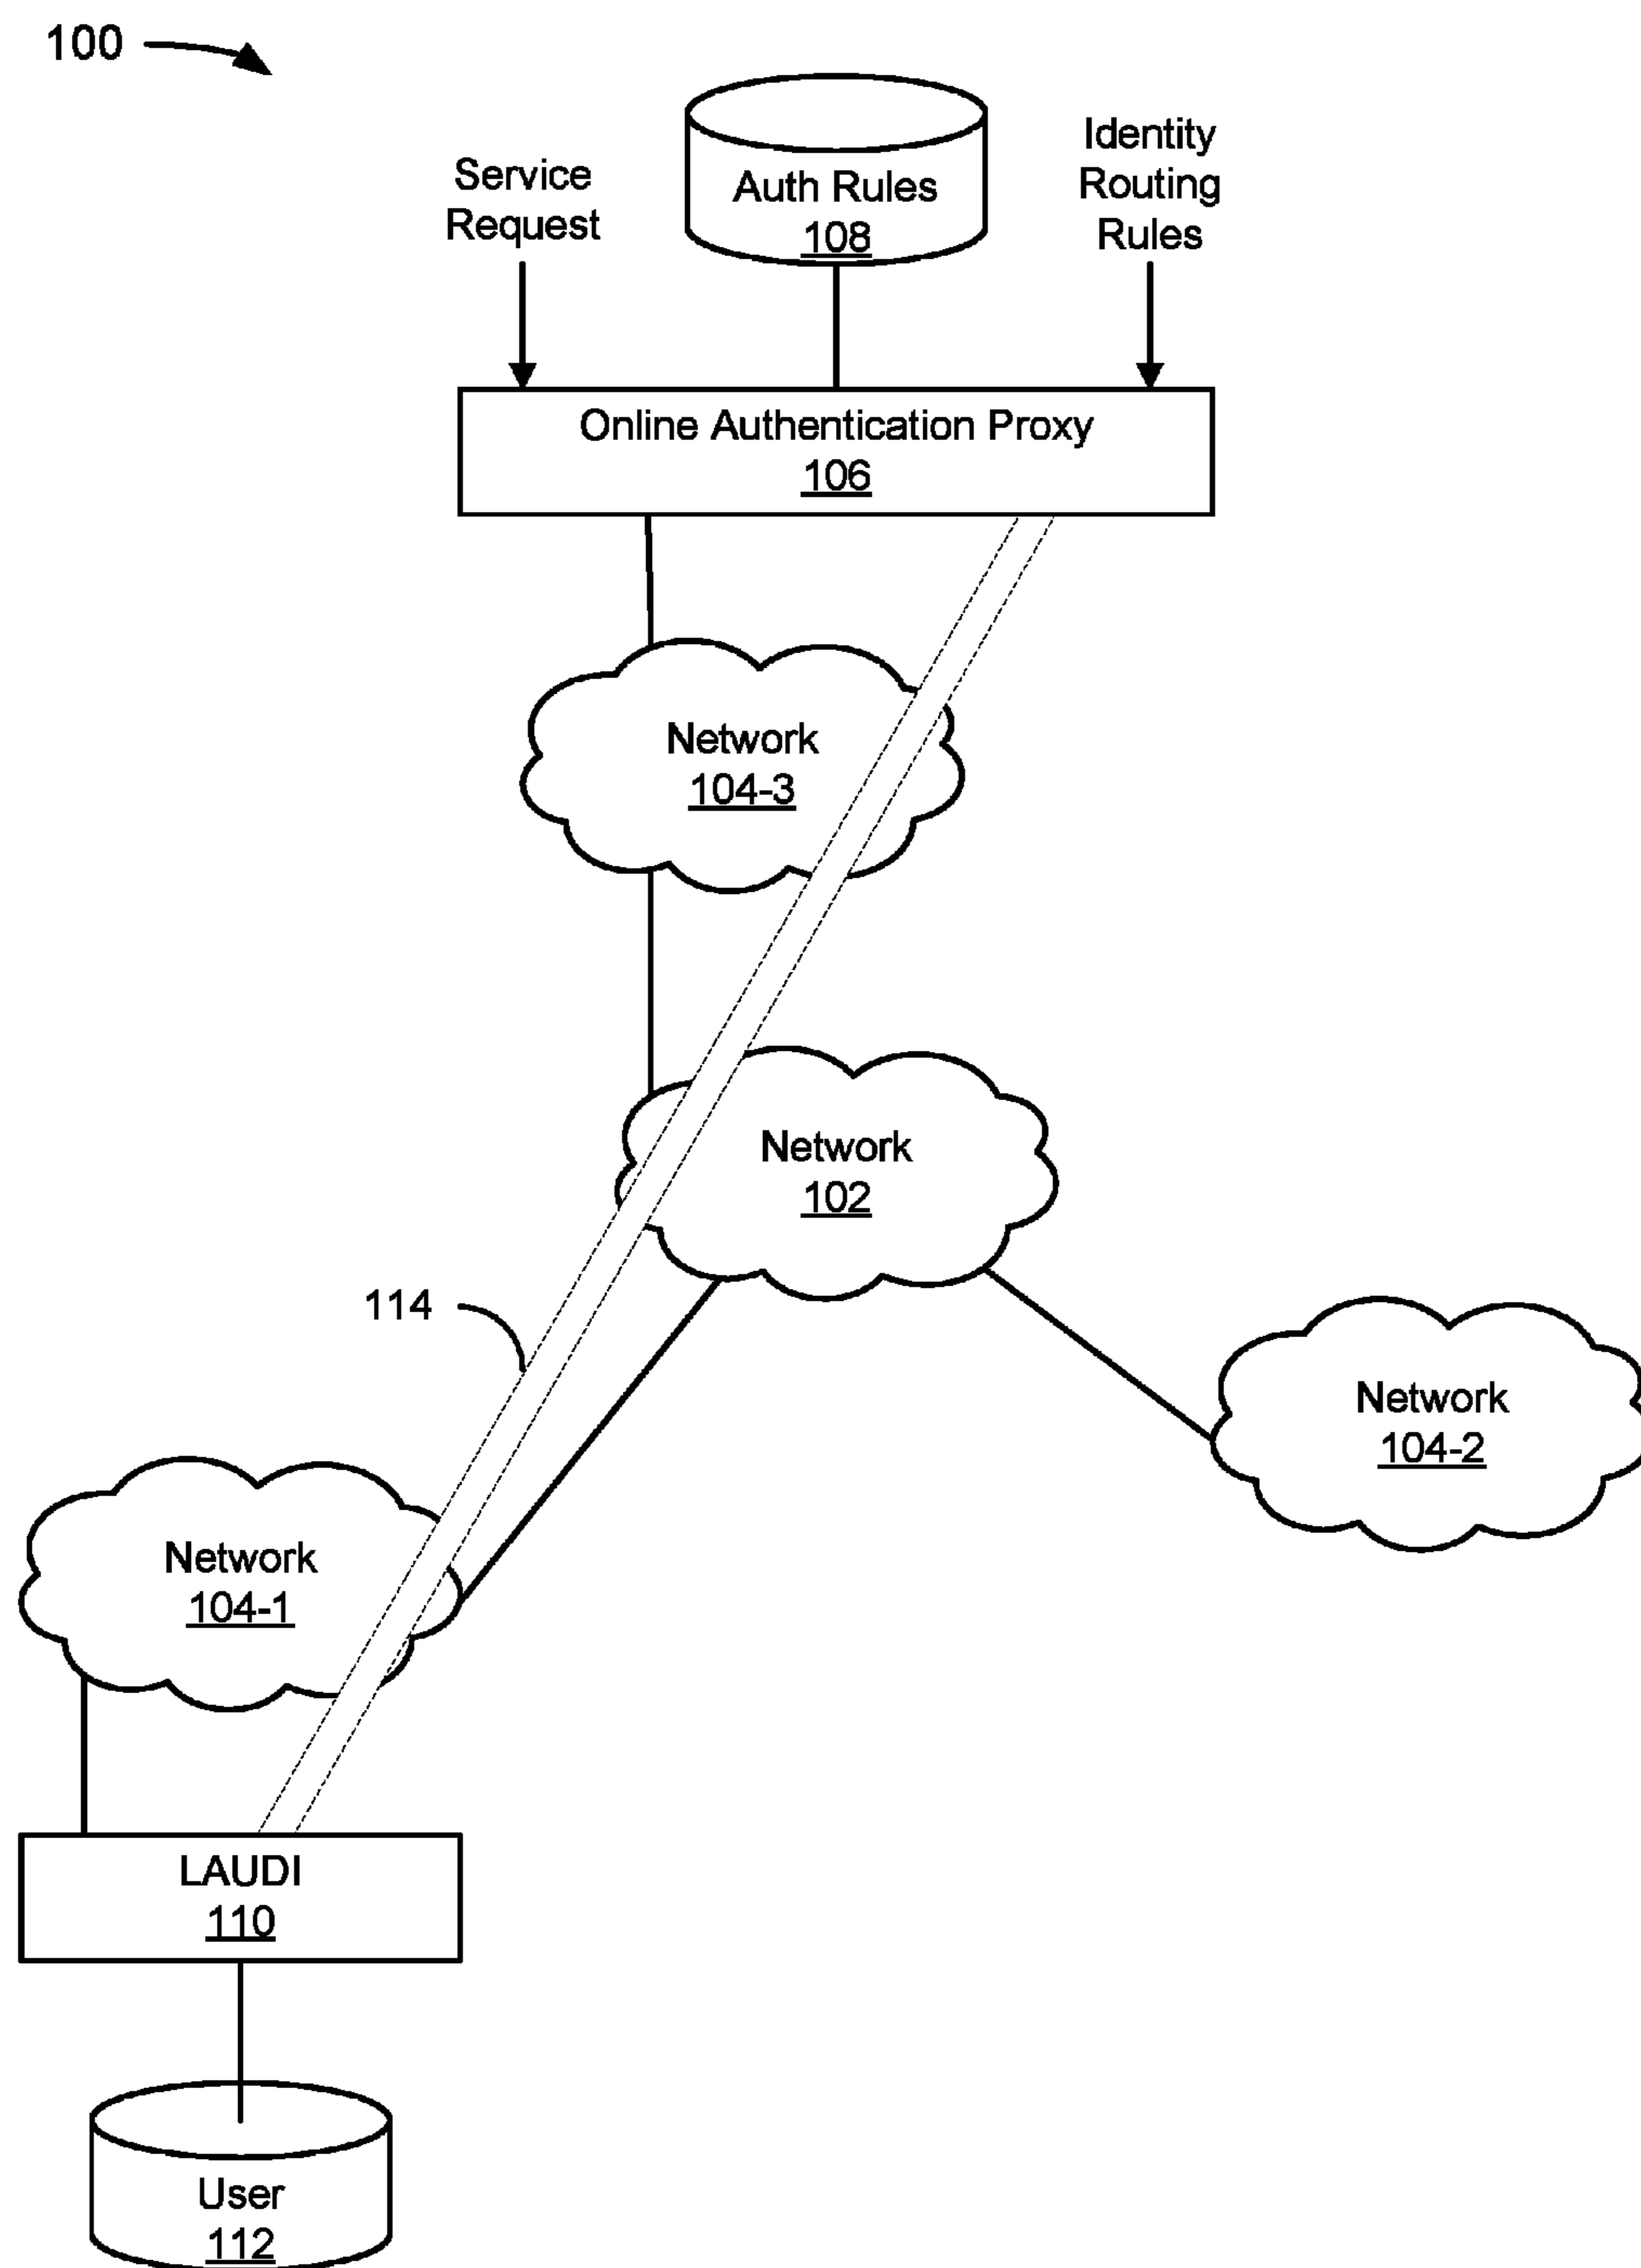 100
Service
Request
Auth Rules
108
Identity
Routing
Rules
Online Authentication Proxy
106
Network
104-3
Network
102
114
Network
104-2
Network
104-1
LAUDI
110
User
112